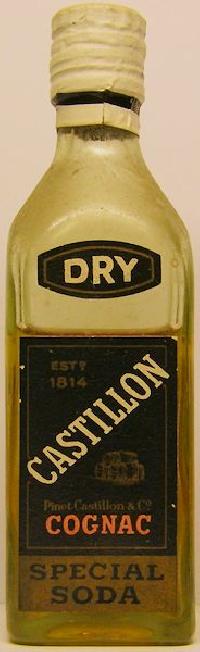 DRY
ESTD
1814
CASTILLON
Pinet Castillon & Co
COGNAC
SPECIAL
SODA